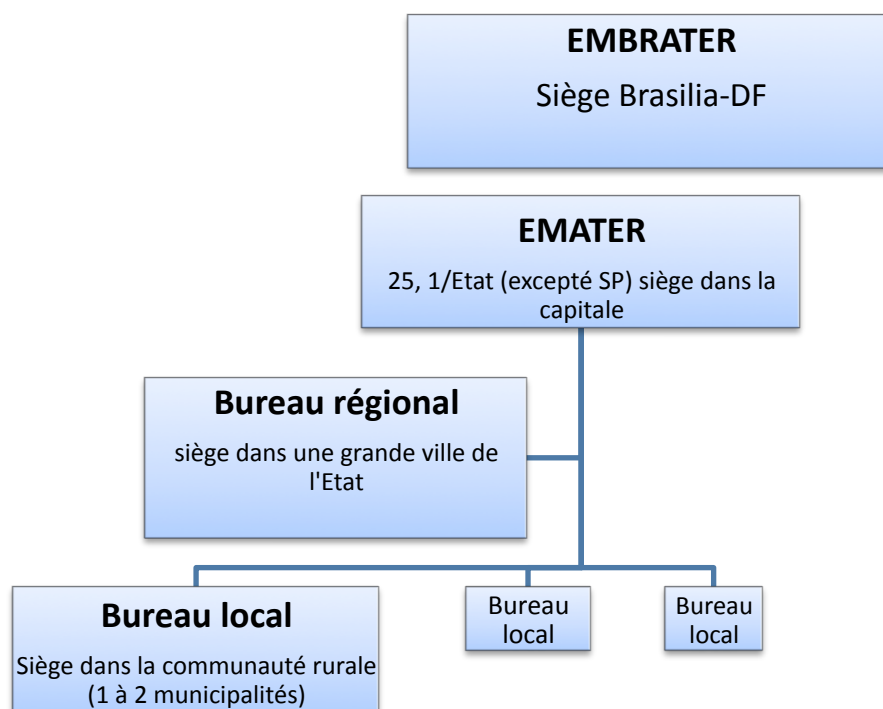 EMBRATER
Siège Brasilia-DF
EMATER
25, 1/Etat (excepté SP) siège dans la
capitale
Bureau régional
siège dans une grande ville de
l'Etat
Bureau local
Siège dans la communauté rurale
(1 à 2 municipalités)
Bureau
local
Bureau
local